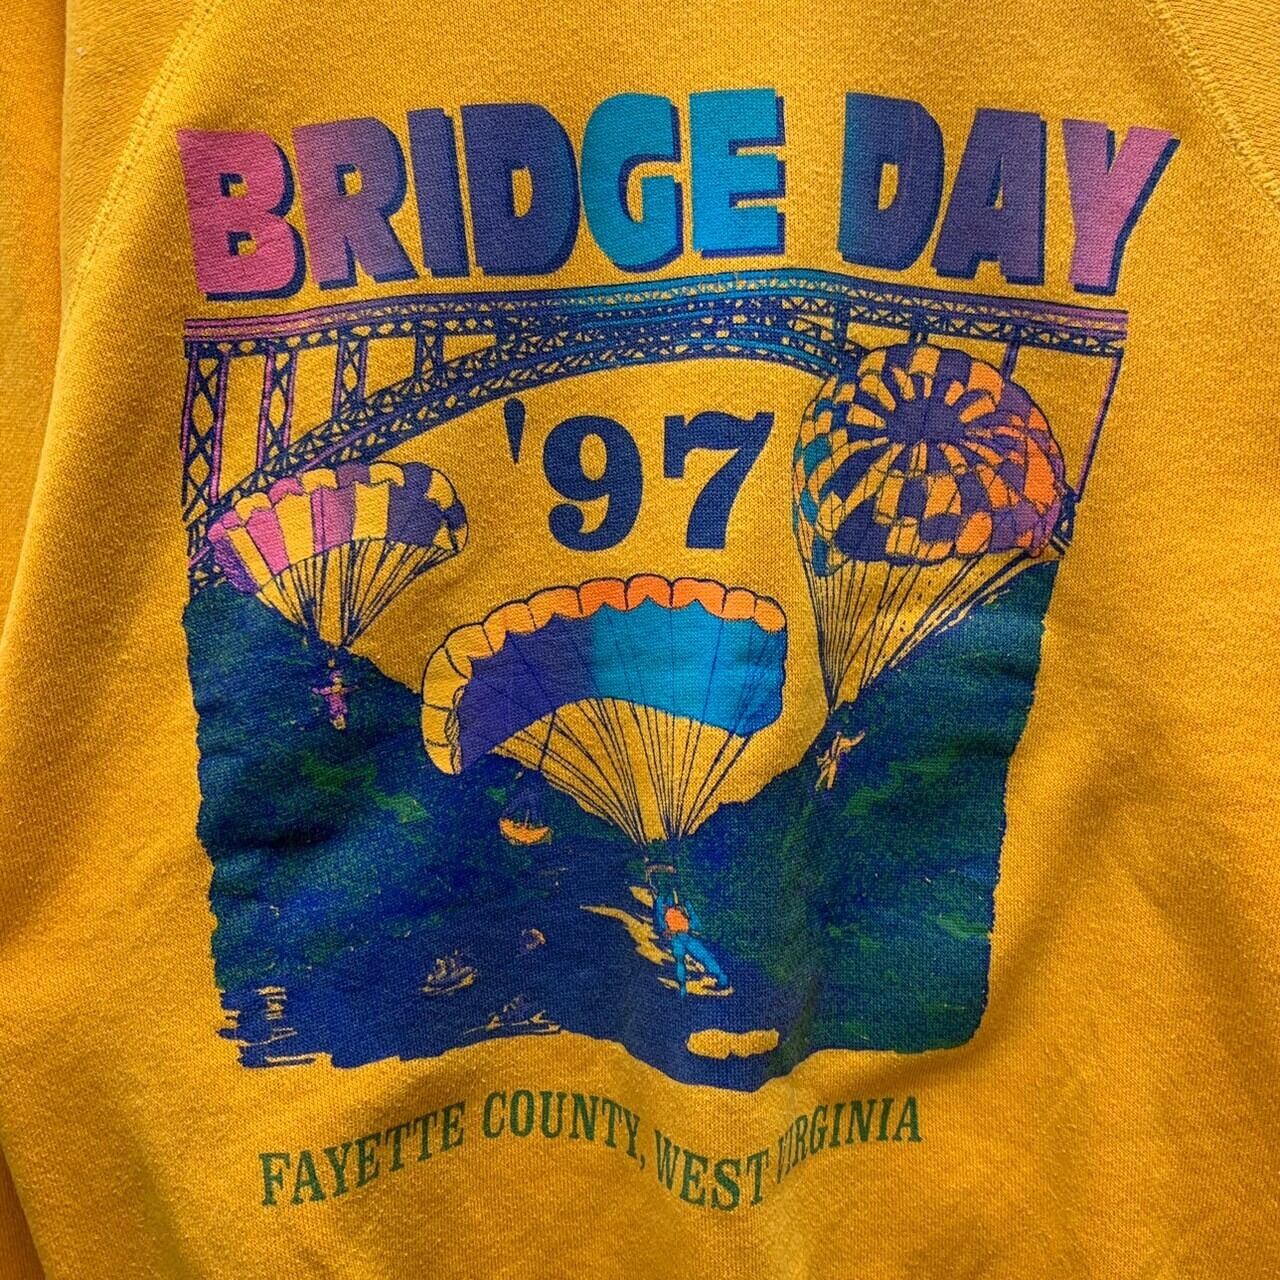 BRIDGE DAY
'97
FAYETTE COUNTY, WEST VIRGINIA